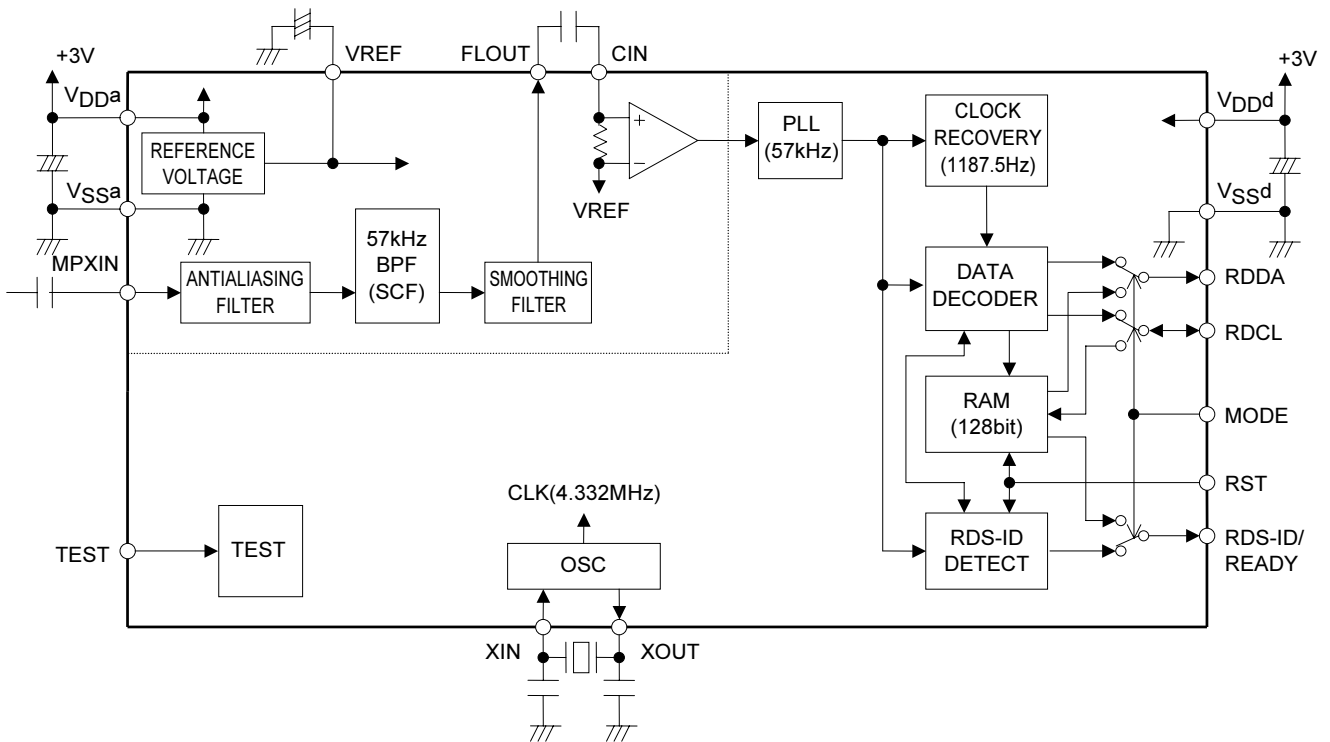 +3V
VREF
FLOUT
CIN
+3V
VDDa
VDDd
REFERENCE
VOLTAGE
PLL
(57kHz)
CLOCK
RECOVERY
(1187.5Hz)
+
−
VREF
VSSa
VSSd
MPXIN
ANTIALIASING
FILTER
57kHz
BPF
(SCF)
SMOOTHING
FILTER
DATA
DECODER
RDDA
RDCL
RAM
(128bit)
MODE
RST
CLK(4.332MHz)
TEST
TEST
OSC
RDS-ID
DETECT
RDS-ID/
READY
XIN
XOUT